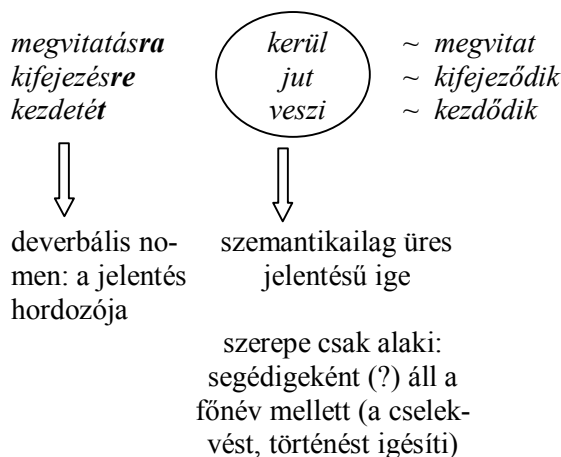 megvitatásra kerül ~ megvitat
kifejezésre jut ~ kifejeződik
kezdetét veszi ~ kezdődik
deverbális no-
men: a jelentés
hordozója
szemantikailag üres
jelentésű ige
szerepe csak alaki:
segédigeként (?) áll a
főnév mellett (a cselek-
vést, történést igésíti)